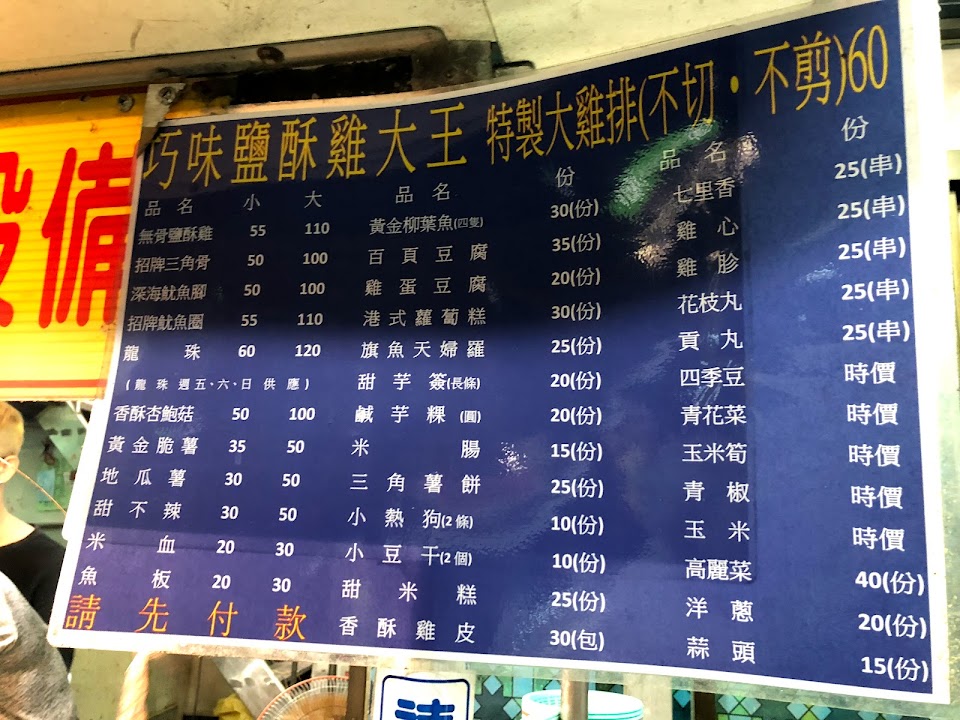 巧味鹽酥雞大王 特製大雞排(不切・不剪)60
品名 小 大
無骨鹽酥雞 55 110
招牌三角骨 50 100
深海魷魚腳 50 100
招牌魷魚圈 55 110
龍珠 60 120
(龍珠週五、六、日供應)
香酥杏鮑菇 50 100
黃金脆薯 35 50
地瓜薯 30 50
甜不辣 30 50
米血 20 30
魚板 20 30
請先付款
品名 份
黃金柳葉魚(四隻) 30(份)
百頁豆腐 35(份)
雞蛋豆腐 20(份)
港式蘿蔔糕 30(份)
旗魚天婦羅 25(份)
甜芋簽(長條) 20(份)
鹹芋粿(圓) 20(份)
米腸 15(份)
三角薯餅 25(份)
小熱狗(2條) 10(份)
小豆干(2個) 10(份)
甜米糕 25(份)
香酥雞皮 30(包)
品名 份
七里香 25(串)
雞心 25(串)
雞胗 25(串)
花枝丸 25(串)
貢丸 25(串)
四季豆 時價
青花菜 時價
玉米筍 時價
青椒 時價
玉米 時價
高麗菜 40(份)
洋蔥 20(份)
蒜頭 15(份)
設備